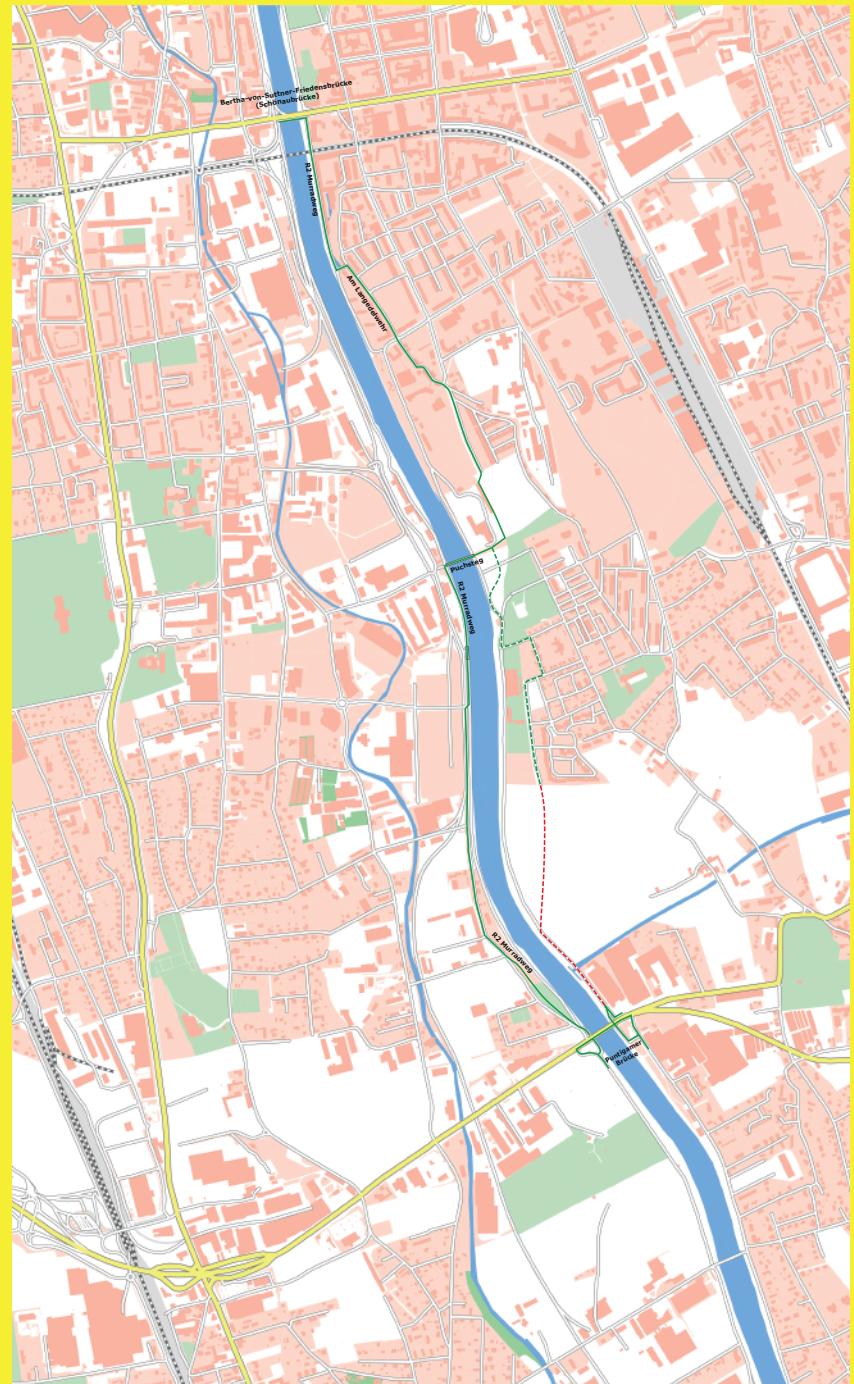 Bertha-von-Suttner-Friedensbrücke
(Schönaubrücke)
R2 Murradweg
Am Langedelwehr
Puchsteg
R2 Murradweg
R2 Murradweg
Puntigamer
Brücke